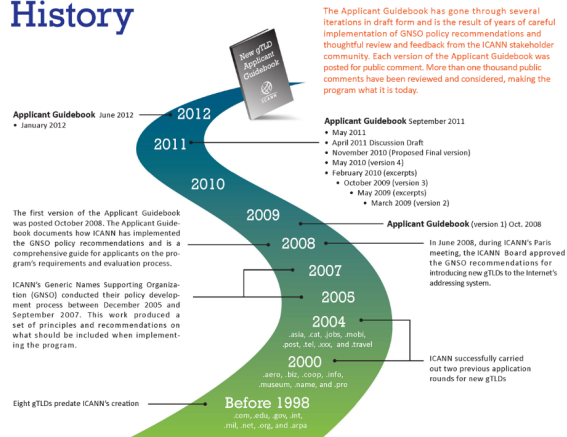 History
The Applicant Guidebook has gone through several
iterations in draft form and is the result of years of careful
implementation of GNSO policy recommendations and
thoughtful review and feedback from the ICANN stakeholder
community. Each version of the Applicant Guidebook was
posted for public comment. More than one thousand public
comments have been reviewed and considered, making the
program what it is today.
New gTLD
Applicant
Guidebook
ICANN
Applicant Guidebook June 2012
• January 2012
2012
Applicant Guidebook September 2011
• May 2011
• April 2011 Discussion Draft
• November 2010 (Proposed Final version)
• May 2010 (version 4)
• February 2010 (excerpts)
• October 2009 (version 3)
• May 2009 (excerpts)
• March 2009 (version 2)
2011
2010
2009
Applicant Guidebook (version 1) Oct. 2008
The first version of the Applicant Guidebook
was posted October 2008. The Applicant Guide-
book documents how ICANN has implemented
the GNSO policy recommendations and is a
comprehensive guide for applicants on the pro-
gram's requirements and evaluation process.
2008
In June 2008, during ICANN's Paris
meeting, the ICANN Board approved
the GNSO recommendations for
introducing new gTLDs to the Internet's
addressing system.
2007
ICANN's Generic Names Supporting Organiza-
tion (GNSO) conducted their policy develop-
ment process between December 2005 and
September 2007. This work produced a
set of principles and recommendations on
what should be included when implement-
ing the program.
2005
2004
.asia, .cat, .jobs, .mobi,
.post, .tel, .xxx, and .travel
2000
.aero, .biz, .coop, .info,
.museum, .name, and .pro
ICANN successfully carried
out two previous application
rounds for new gTLDs
Eight gTLDs predate ICANN's creation
Before 1998
.com, .edu, .gov, .int,
.mil, .net, .org, and .arpa